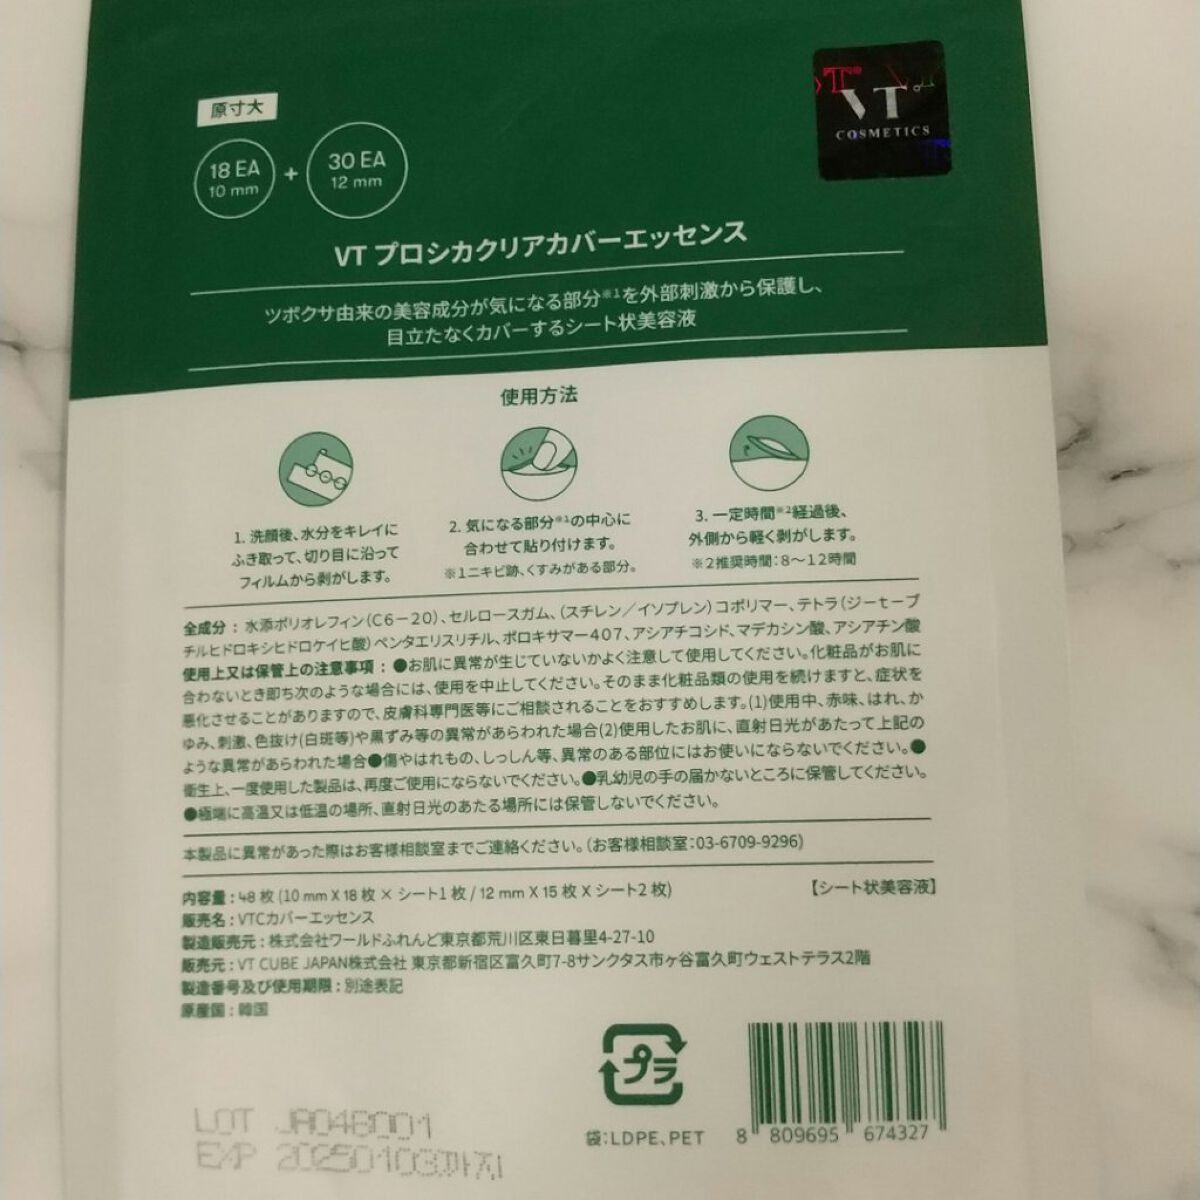 原寸大
VT
COSMETICS
18 EA
10 mm
+
30 EA
12 mm
VT プロシカクリアカバーエッセンス
ツボクサ由来の美容成分が気になる部分※1を外部刺激から保護し、
目立たなくカバーするシート状美容液
使用方法
1. 洗顔後、水分をキレイに
ふき取って、切り目に沿って
フィルムから剥がします。
2. 気になる部分※1の中心に
合わせて貼り付けます。
※1ニキビ跡、くすみがある部分。
3. 一定時間※2経過後、
外側から軽く剥がします。
※2推奨時間:8〜12時間
全成分：水添ポリオレフィン(C6-20)、セルロースガム、(スチレン／イソプレン)コポリマー、テトラ(ジーtーブ
チルヒドロキシヒドロケイヒ酸)ペンタエリスリチル、ポロキサマー407、アシアチコシド、マデカシン酸、アシアチン酸
使用上又は保管上の注意事項：●お肌に異常が生じていないかよく注意して使用してください。化粧品がお肌に
合わないとき即ち次のような場合には、使用を中止してください。そのまま化粧品類の使用を続けますと、症状を
悪化させることがありますので、皮膚科専門医等にご相談されることをおすすめします。(1)使用中、赤味、はれ、か
ゆみ、刺激、色抜け(白斑等)や黒ずみ等の異常があらわれた場合(2)使用したお肌に、直射日光があたって上記の
ような異常があらわれた場合●傷やはれもの、しっしん等、異常のある部位にはお使いにならないでください。●
衛生上、一度使用した製品は、再度ご使用にならないでください。●乳幼児の手の届かないところに保管してください。
●極端に高温又は低温の場所、直射日光のあたる場所には保管しないでください。
本製品に異常があった際はお客様相談室までご連絡ください。(お客様相談室:03-6709-9296)
内容量：48枚 (10 mm X 18 枚 × シート1 枚 / 12 mm X 15 枚 X シート2 枚)
【シート状美容液】
販売名：VTCカバーエッセンス
製造販売元：株式会社ワールドふれんど東京都荒川区東日暮里4-27-10
販売元：VT CUBE JAPAN株式会社 東京都新宿区富久町7-8サンクタス市ヶ谷富久町ウェストテラス2階
製造番号及び使用期限：別途表記
原産国：韓国
プラ
袋:LDPE、PET
8 809695 674327
LOT JA04B001
EXP 20250103까지